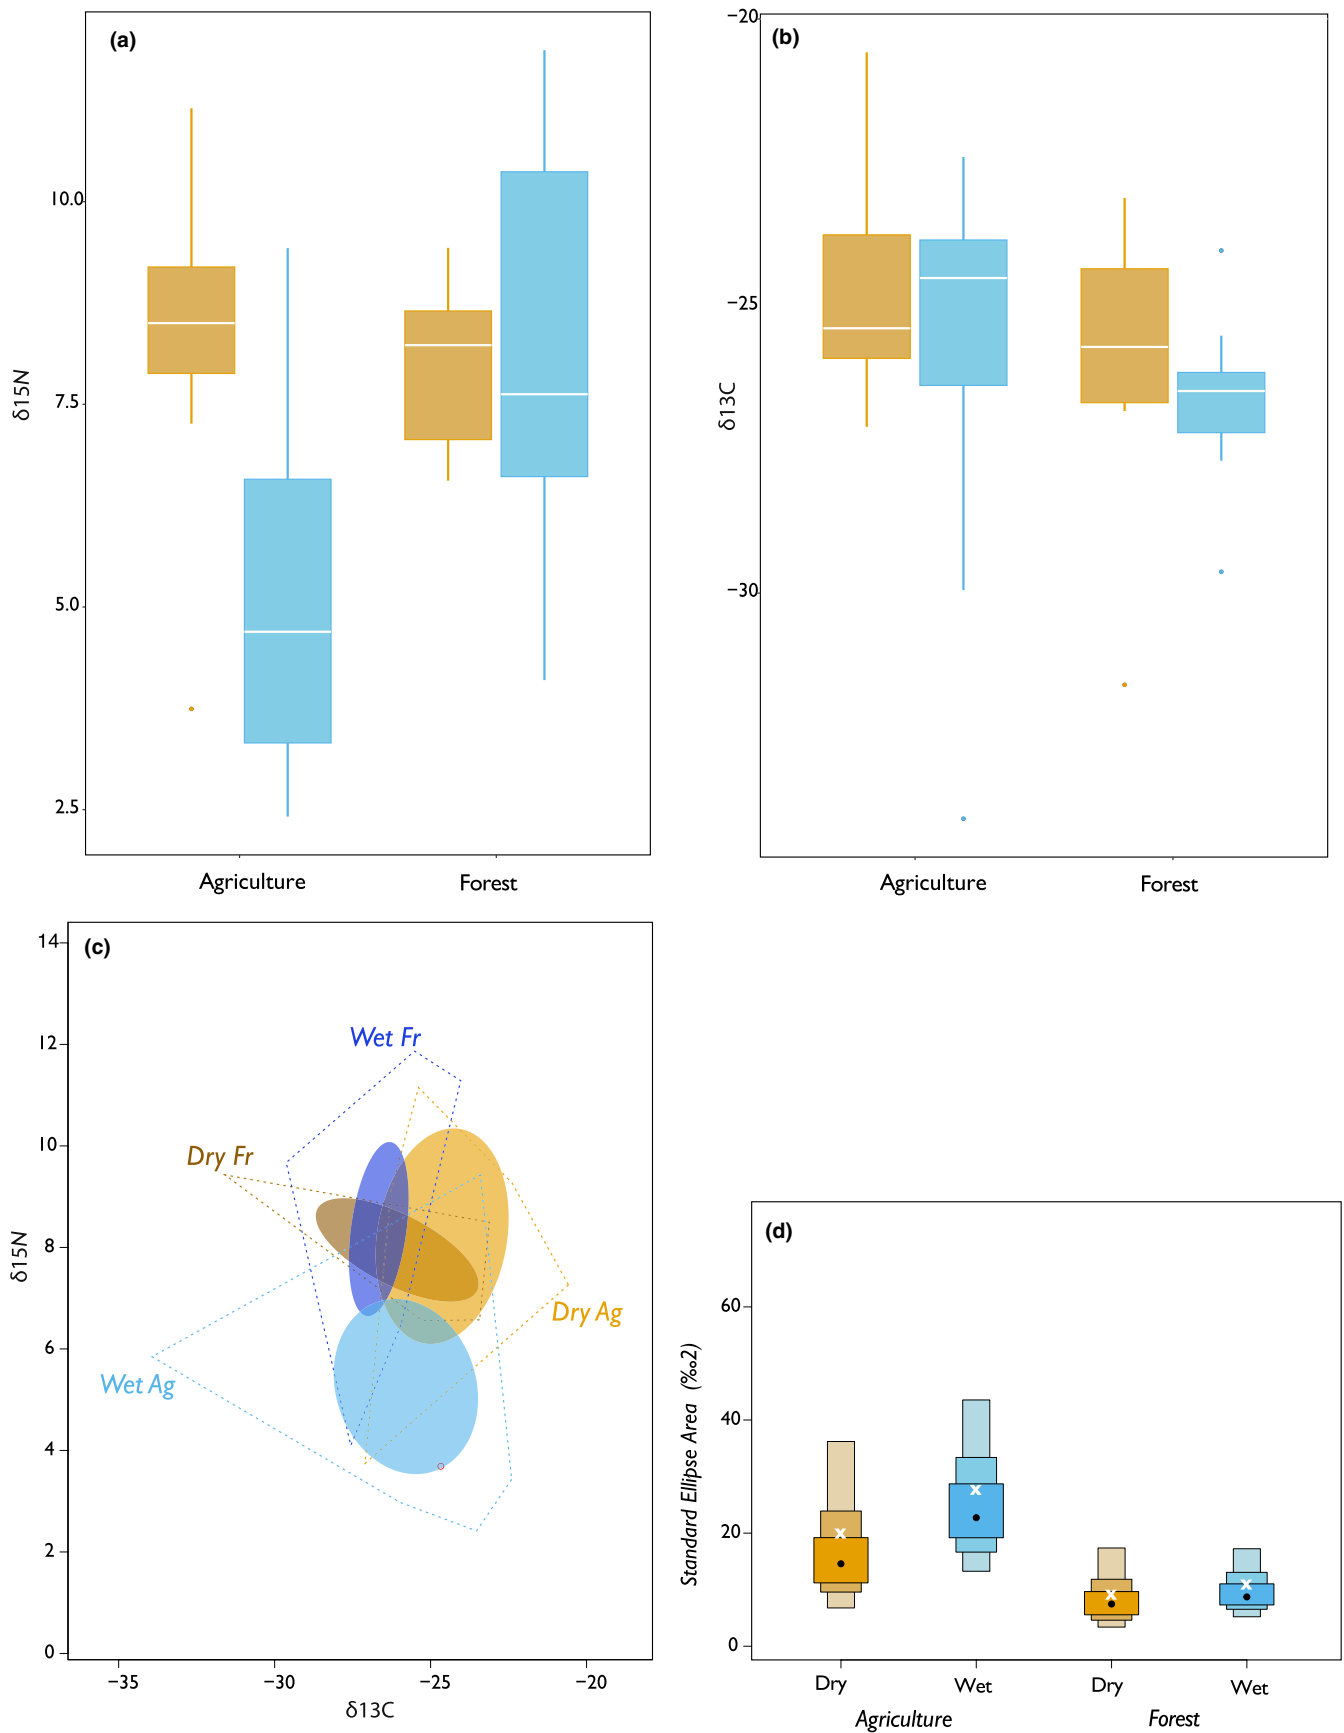 (a)
10.0
7.5
5.0
2.5
δ15N
Agriculture
Forest
(b)
−20
−25
−30
δ13C
Agriculture
Forest
(c)
14
12
10
8
6
4
2
0
δ15N
Wet Fr
Dry Fr
Dry Ag
Wet Ag
−35
−30
−25
−20
δ13C
(d)
60
40
20
0
Standard Ellipse Area (‰2)
x
x
x
x
Dry
Wet
Dry
Wet
Agriculture
Forest